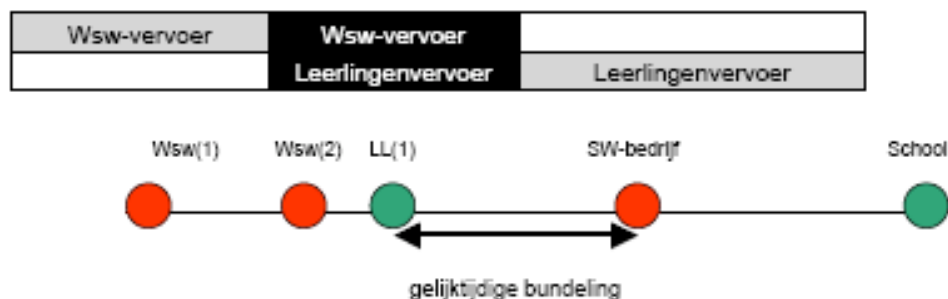 Wsw-vervoer Wsw-vervoer
Leerlingenvervoer Leerlingenvervoer
Wsw(1) Wsw(2) LL(1) SW-bedrijf School
gelijktijdige bundeling